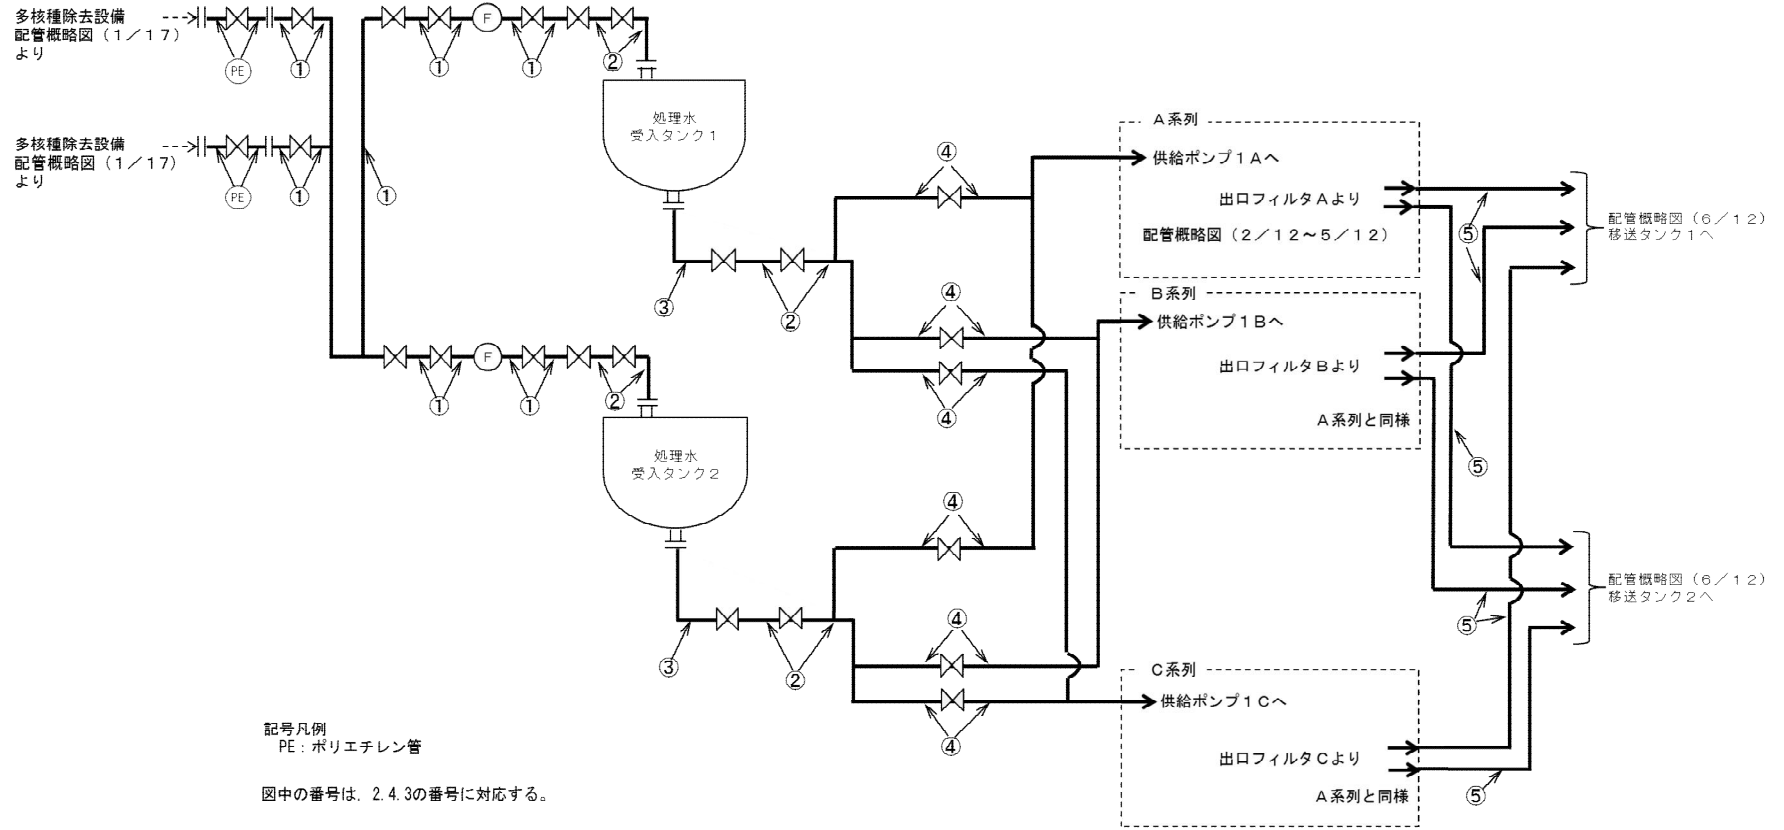 多核種除去設備
配管概略図（１／１７）
より
PE
①
①
F
①
②
処理水
受入タンク１
多核種除去設備
配管概略図（１／１７）
より
PE
①
①
③
②
④
④
④
①
F
①
②
処理水
受入タンク２
③
②
④
④
④
Ａ系列
供給ポンプ１Ａへ
出口フィルタＡより
配管概略図（２／１２～５／１２）
Ｂ系列
供給ポンプ１Ｂへ
出口フィルタＢより
Ａ系列と同様
Ｃ系列
供給ポンプ１Ｃへ
出口フィルタＣより
Ａ系列と同様
⑤
配管概略図（６／１２）
移送タンク１へ
⑤
⑤
配管概略図（６／１２）
移送タンク２へ
⑤
記号凡例
PE：ポリエチレン管
図中の番号は，2.4.3の番号に対応する。